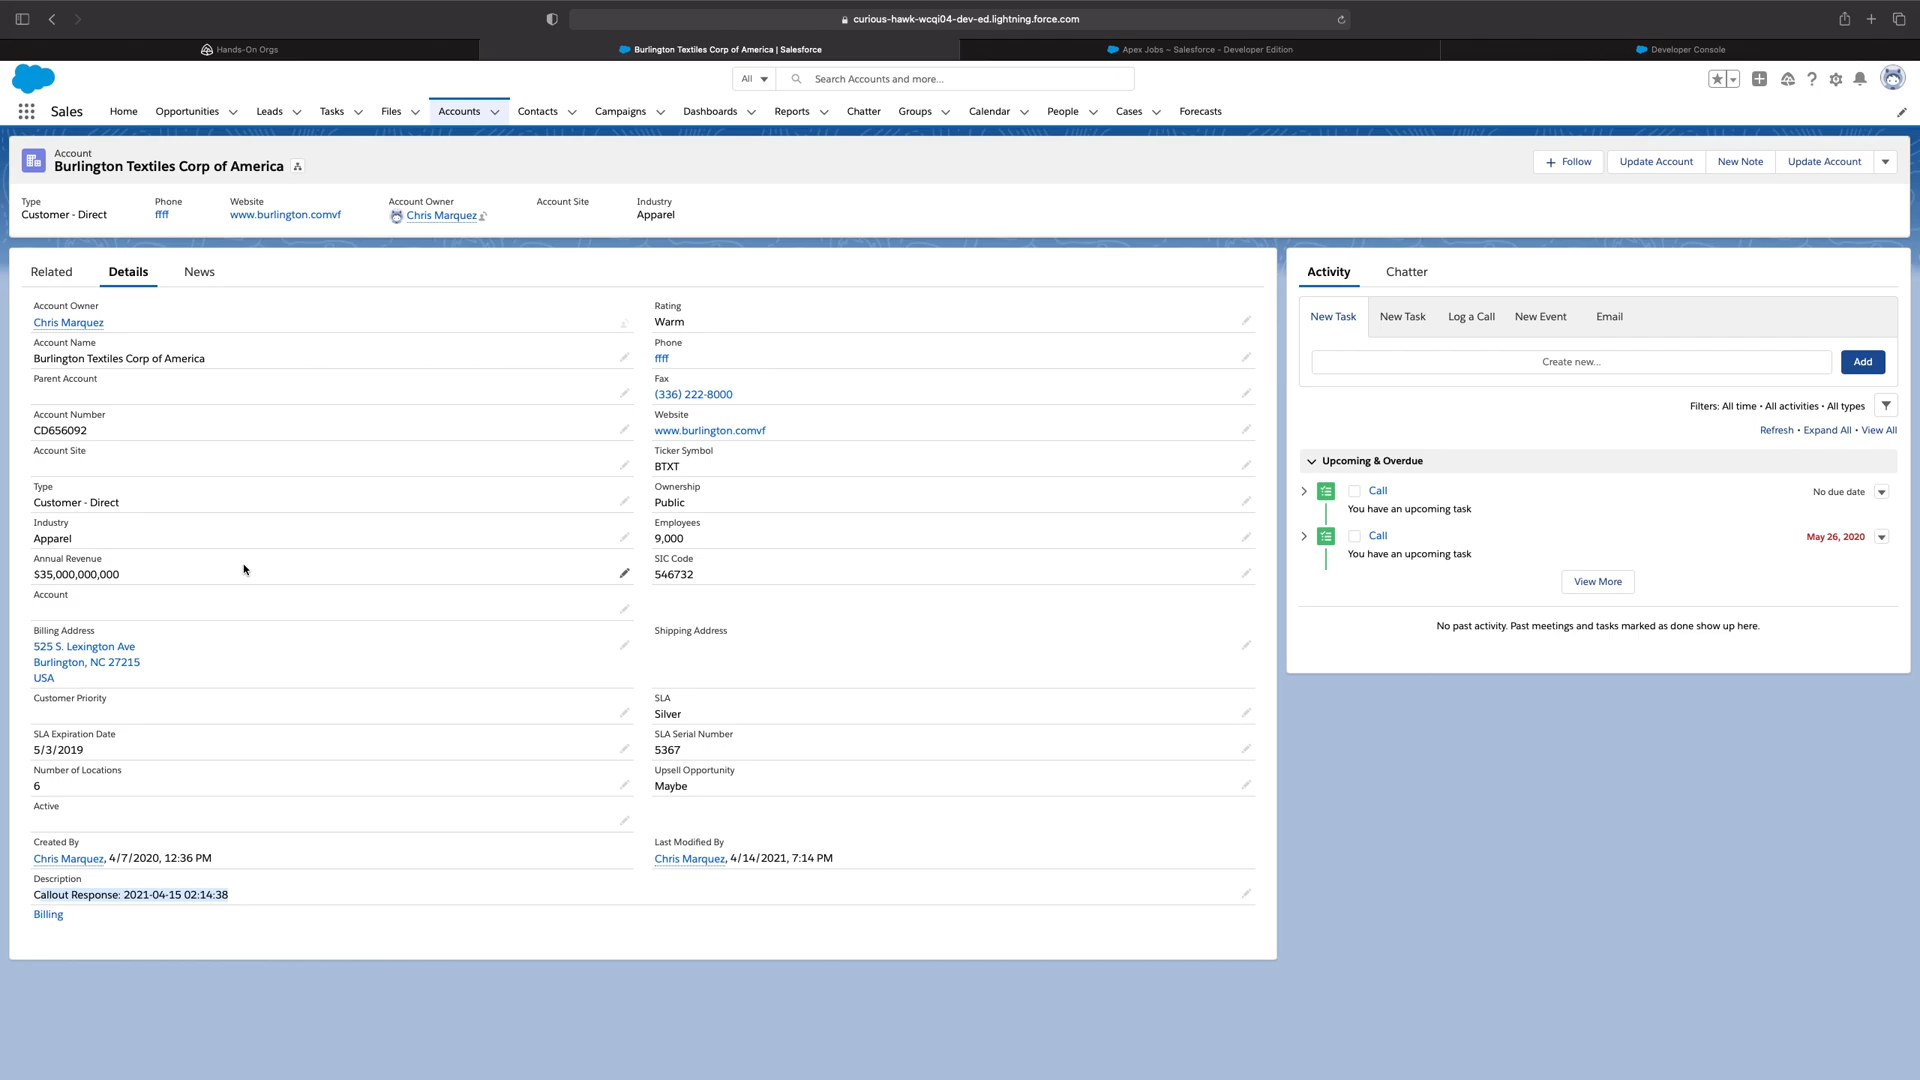 curious-hawk-wcqi04-dev-ed.lightning.force.com
Hands-On Orgs
Burlington Textiles Corp of America | Salesforce
Apex Jobs ~ Salesforce - Developer Edition
Developer Console
All
Search Accounts and more...
Sales
Home
Opportunities
Leads
Tasks
Files
Accounts
Contacts
Campaigns
Dashboards
Reports
Chatter
Groups
Calendar
People
Cases
Forecasts
Account
Burlington Textiles Corp of America
+ Follow
Update Account
New Note
Update Account
Type
Customer - Direct
Phone
ffff
Website
www.burlington.comvf
Account Owner
Chris Marquez
Account Site
Industry
Apparel
Related
Details
News
Account Owner
Chris Marquez
Rating
Warm
Account Name
Burlington Textiles Corp of America
Phone
ffff
Parent Account
Fax
(336) 222-8000
Account Number
CD656092
Website
www.burlington.comvf
Account Site
Ticker Symbol
BTXT
Type
Customer - Direct
Ownership
Public
Industry
Apparel
Employees
9,000
Annual Revenue
$35,000,000,000
SIC Code
546732
Account
Billing Address
525 S. Lexington Ave
Burlington, NC 27215
USA
Shipping Address
Customer Priority
SLA
Silver
SLA Expiration Date
5/3/2019
SLA Serial Number
5367
Number of Locations
6
Upsell Opportunity
Maybe
Active
Created By
Chris Marquez, 4/7/2020, 12:36 PM
Last Modified By
Chris Marquez, 4/14/2021, 7:14 PM
Description
Callout Response: 2021-04-15 02:14:38
Billing
Activity
Chatter
New Task
New Task
Log a Call
New Event
Email
Create new...
Add
Filters: All time • All activities • All types
Refresh • Expand All • View All
Upcoming & Overdue
Call
No due date
You have an upcoming task
Call
May 26, 2020
You have an upcoming task
View More
No past activity. Past meetings and tasks marked as done show up here.